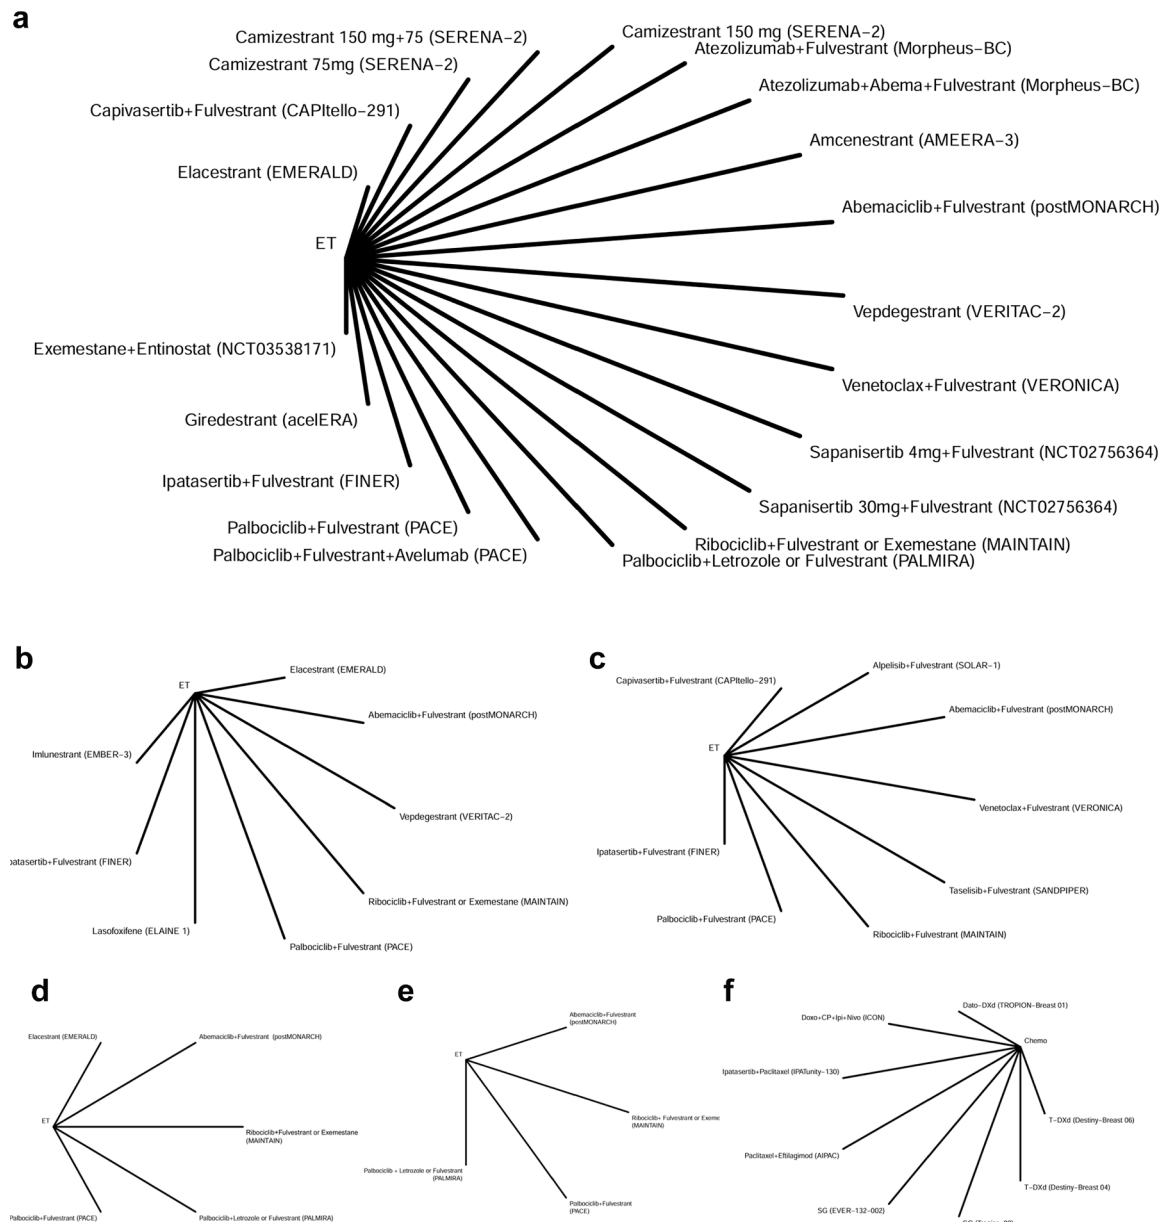 a
Camizestrant 150 mg+75 (SERENA−2)
Camizestrant 150 mg (SERENA−2)
Atezolizumab+Fulvestrant (Morpheus−BC)
Camizestrant 75mg (SERENA−2)
Atezolizumab+Abema+Fulvestrant (Morpheus−BC)
Capivasertib+Fulvestrant (CAPItello−291)
Amcenestrant (AMEERA−3)
Elacestrant (EMERALD)
Abemaciclib+Fulvestrant (postMONARCH)
ET
Vepdegestrant (VERITAC−2)
Exemestane+Entinostat (NCT03538171)
Venetoclax+Fulvestrant (VERONICA)
Giredestrant (acelERA)
Sapanisertib 4mg+Fulvestrant (NCT02756364)
Ipatasertib+Fulvestrant (FINER)
Sapanisertib 30mg+Fulvestrant (NCT02756364)
Palbociclib+Fulvestrant (PACE)
Ribociclib+Fulvestrant or Exemestane (MAINTAIN)
Palbociclib+Fulvestrant+Avelumab (PACE)
Palbociclib+Letrozole or Fulvestrant (PALMIRA)
b
Elacestrant (EMERALD)
ET
Abemaciclib+Fulvestrant (postMONARCH)
Imlunestrant (EMBER−3)
Vepdegestrant (VERITAC−2)
patasertib+Fulvestrant (FINER)
Ribociclib+Fulvestrant or Exemestane (MAINTAIN)
Lasofoxifene (ELAINE 1)
Palbociclib+Fulvestrant (PACE)
c
Alpelisib+Fulvestrant (SOLAR−1)
Capivasertib+Fulvestrant (CAPItello−291)
Abemaciclib+Fulvestrant (postMONARCH)
ET
Venetoclax+Fulvestrant (VERONICA)
Ipatasertib+Fulvestrant (FINER)
Taselisib+Fulvestrant (SANDPIPER)
Palbociclib+Fulvestrant (PACE)
Ribociclib+Fulvestrant (MAINTAIN)
d
Elacestrant (EMERALD)
Abemaciclib+Fulvestrant (postMONARCH)
ET
Ribociclib+Fulvestrant or Exemestane
(MAINTAIN)
Palbociclib+Fulvestrant (PACE)
Palbociclib+Letrozole or Fulvestrant (PALMIRA)
e
Abemaciclib+Fulvestrant
(postMONARCH)
ET
Ribociclib+ Fulvestrant or Exeme
(MAINTAIN)
Palbociclib + Letrozole or Fulvestrant
(PALMIRA)
Palbociclib+Fulvestrant
(PACE)
f
Dato−DXd (TROPION−Breast 01)
Doxo+CP+Ipi+Nivo (ICON)
Chemo
Ipatasertib+Paclitaxel (IPATunity−130)
T−DXd (Destiny−Breast 06)
Paclitaxel+Eftilagimod (AIPAC)
T−DXd (Destiny−Breast 04)
SG (EVER−132−002)